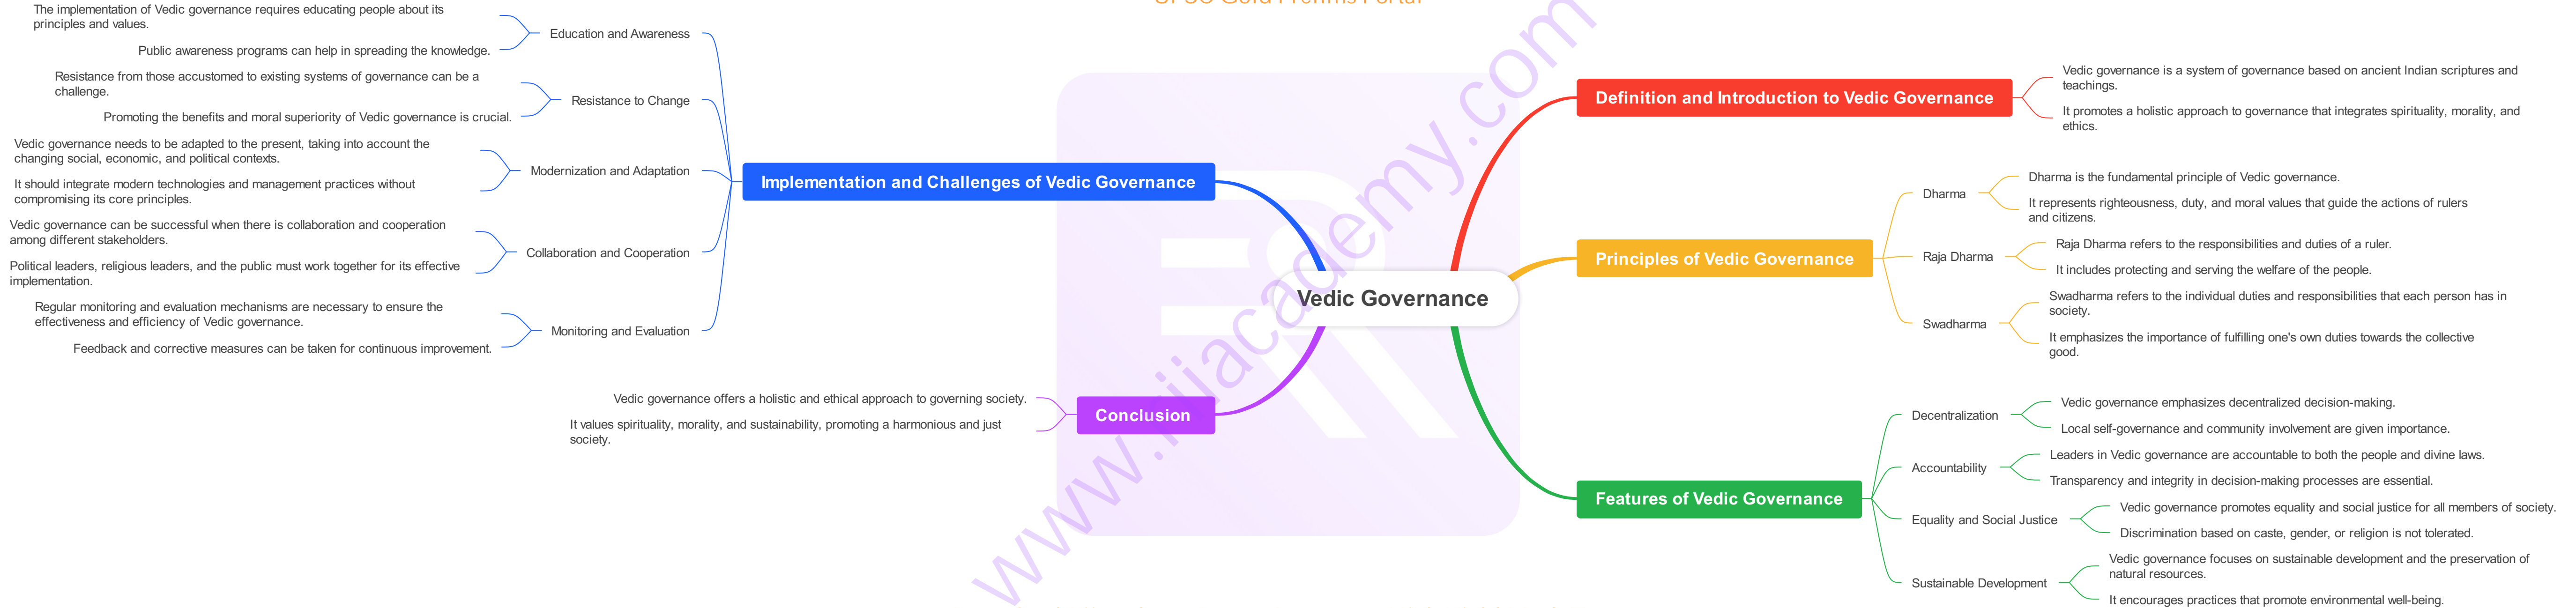 Vedic Governance
Definition and Introduction to Vedic Governance
Vedic governance is a system of governance based on ancient Indian scriptures and
teachings.
It promotes a holistic approach to governance that integrates spirituality, morality, and
ethics.
Principles of Vedic Governance
Dharma
Dharma is the fundamental principle of Vedic governance.
It represents righteousness, duty, and moral values that guide the actions of rulers
and citizens.
Raja Dharma
Raja Dharma refers to the responsibilities and duties of a ruler.
It includes protecting and serving the welfare of the people.
Swadharma
Swadharma refers to the individual duties and responsibilities that each person has in
society.
It emphasizes the importance of fulfilling one's own duties towards the collective
good.
Features of Vedic Governance
Decentralization
Vedic governance emphasizes decentralized decision-making.
Local self-governance and community involvement are given importance.
Accountability
Leaders in Vedic governance are accountable to both the people and divine laws.
Transparency and integrity in decision-making processes are essential.
Equality and Social Justice
Vedic governance promotes equality and social justice for all members of society.
Discrimination based on caste, gender, or religion is not tolerated.
Sustainable Development
Vedic governance focuses on sustainable development and the preservation of
natural resources.
It encourages practices that promote environmental well-being.
Implementation and Challenges of Vedic Governance
Education and Awareness
The implementation of Vedic governance requires educating people about its
principles and values.
Public awareness programs can help in spreading the knowledge.
Resistance to Change
Resistance from those accustomed to existing systems of governance can be a
challenge.
Promoting the benefits and moral superiority of Vedic governance is crucial.
Modernization and Adaptation
Vedic governance needs to be adapted to the present, taking into account the
changing social, economic, and political contexts.
It should integrate modern technologies and management practices without
compromising its core principles.
Collaboration and Cooperation
Vedic governance can be successful when there is collaboration and cooperation
among different stakeholders.
Political leaders, religious leaders, and the public must work together for its effective
implementation.
Monitoring and Evaluation
Regular monitoring and evaluation mechanisms are necessary to ensure the
effectiveness and efficiency of Vedic governance.
Feedback and corrective measures can be taken for continuous improvement.
Conclusion
Vedic governance offers a holistic and ethical approach to governing society.
It values spirituality, morality, and sustainability, promoting a harmonious and just
society.